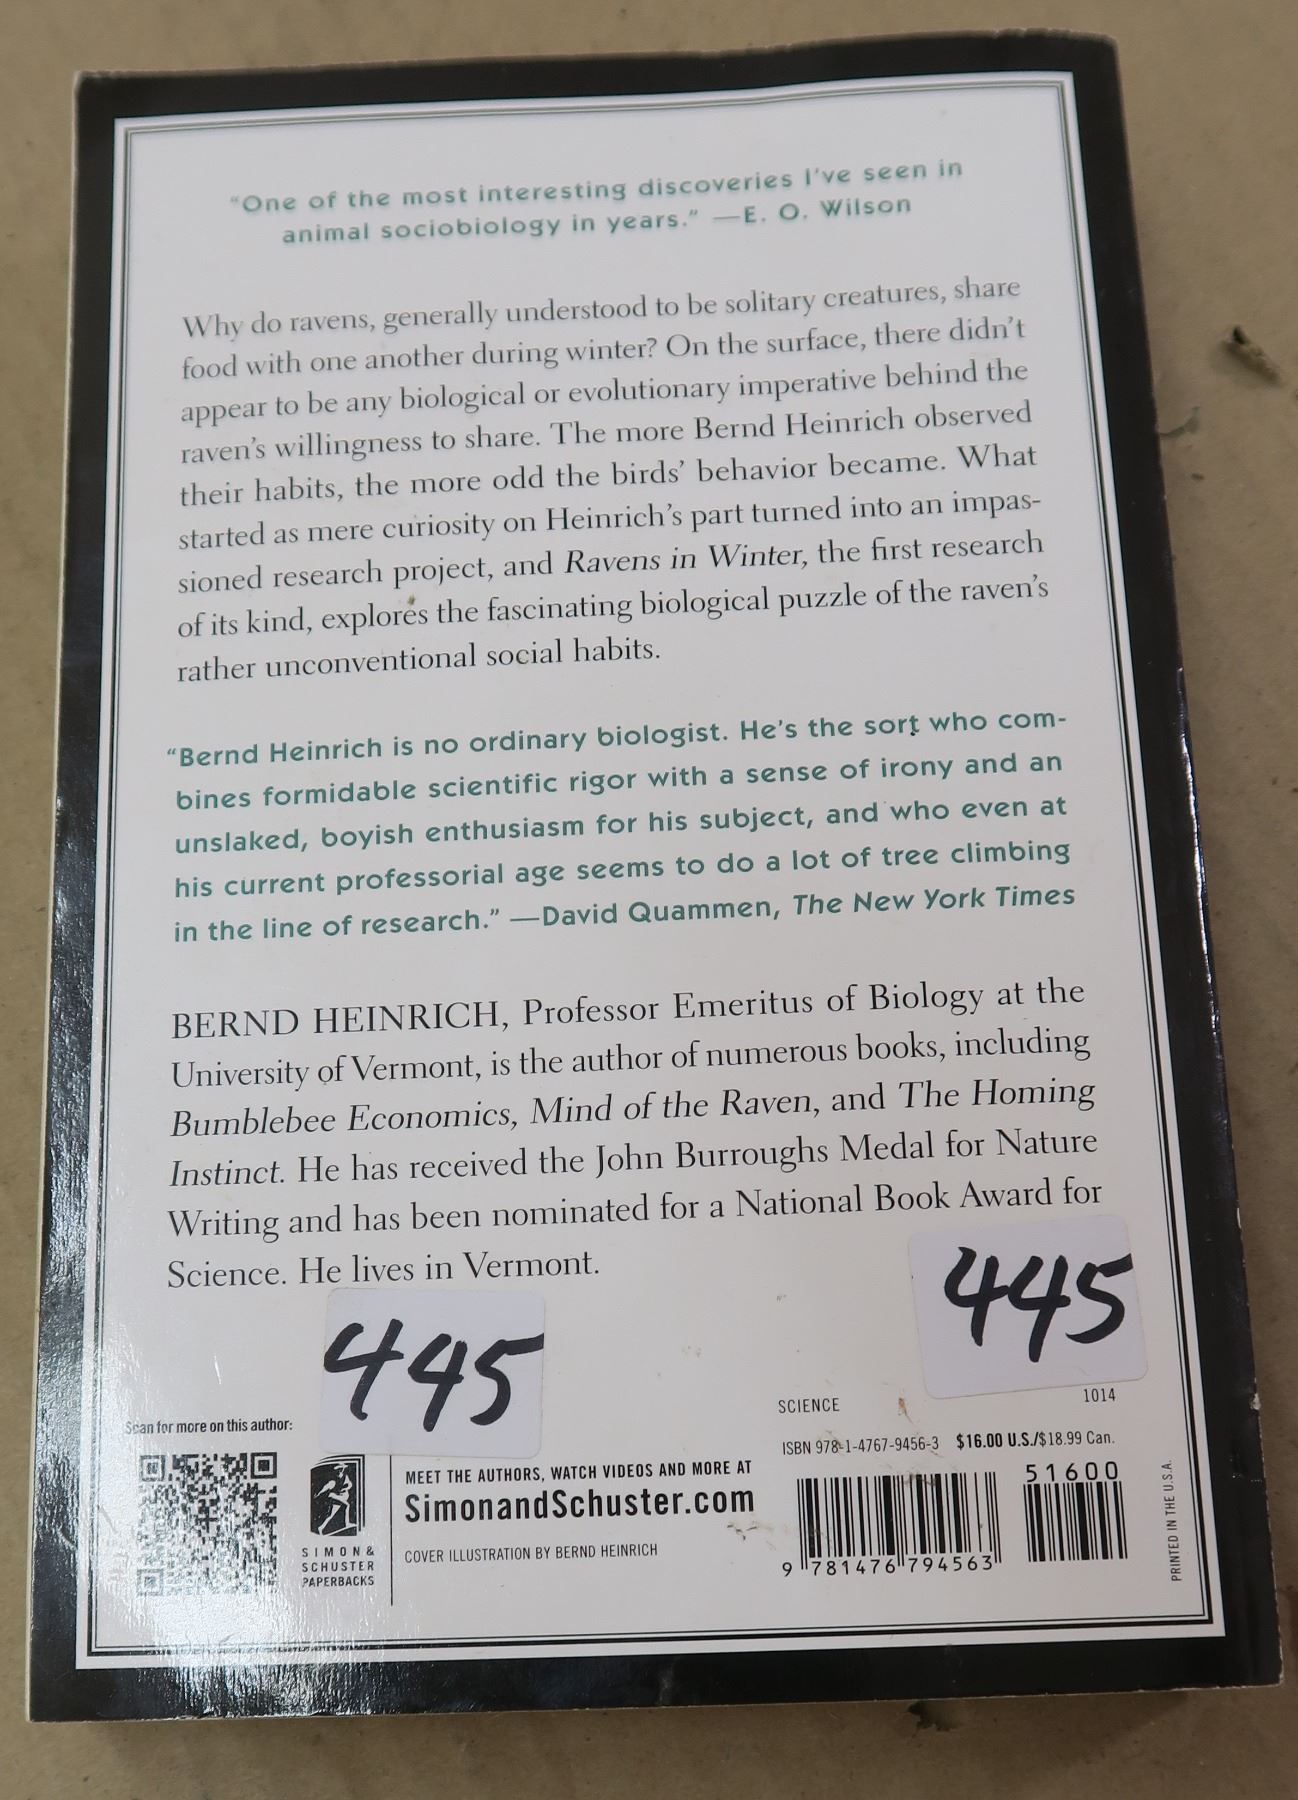 "One of the most interesting discoveries I've seen in
animal sociobiology in years." —E. O. Wilson
Why do ravens, generally understood to be solitary creatures, share
food with one another during winter? On the surface, there didn't
appear to be any biological or evolutionary imperative behind the
raven's willingness to share. The more Bernd Heinrich observed
their habits, the more odd the birds' behavior became. What
started as mere curiosity on Heinrich's part turned into an impas-
sioned research project, and Ravens in Winter, the first research
of its kind, explores the fascinating biological puzzle of the raven's
rather unconventional social habits.
"Bernd Heinrich is no ordinary biologist. He's the sort who com-
bines formidable scientific rigor with a sense of irony and an
unslaked, boyish enthusiasm for his subject, and who even at
his current professorial age seems to do a lot of tree climbing
in the line of research." —David Quammen, The New York Times
BERND HEINRICH, Professor Emeritus of Biology at the
University of Vermont, is the author of numerous books, including
Bumblebee Economics, Mind of the Raven, and The Homing
Instinct. He has received the John Burroughs Medal for Nature
Writing and has been nominated for a National Book Award for
Science. He lives in Vermont.
445
445
Scan for more on this author:
SIMON &
SCHUSTER
PAPERBACKS
MEET THE AUTHORS, WATCH VIDEOS AND MORE AT
SimonandSchuster.com
COVER ILLUSTRATION BY BERND HEINRICH
SCIENCE
1014
ISBN 978-1-4767-9456-3 $16.00 U.S./$18.99 Can.
51600
9 781476 794563
PRINTED IN THE U.S.A.